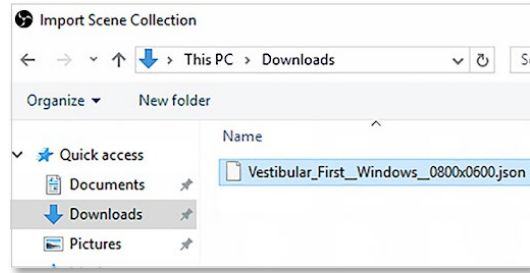 Import Scene Collection
This PC > Downloads
Organize New folder
Name
Quick access
Vestibular_First__Windows__0800x0600.json
Documents
Downloads
Pictures